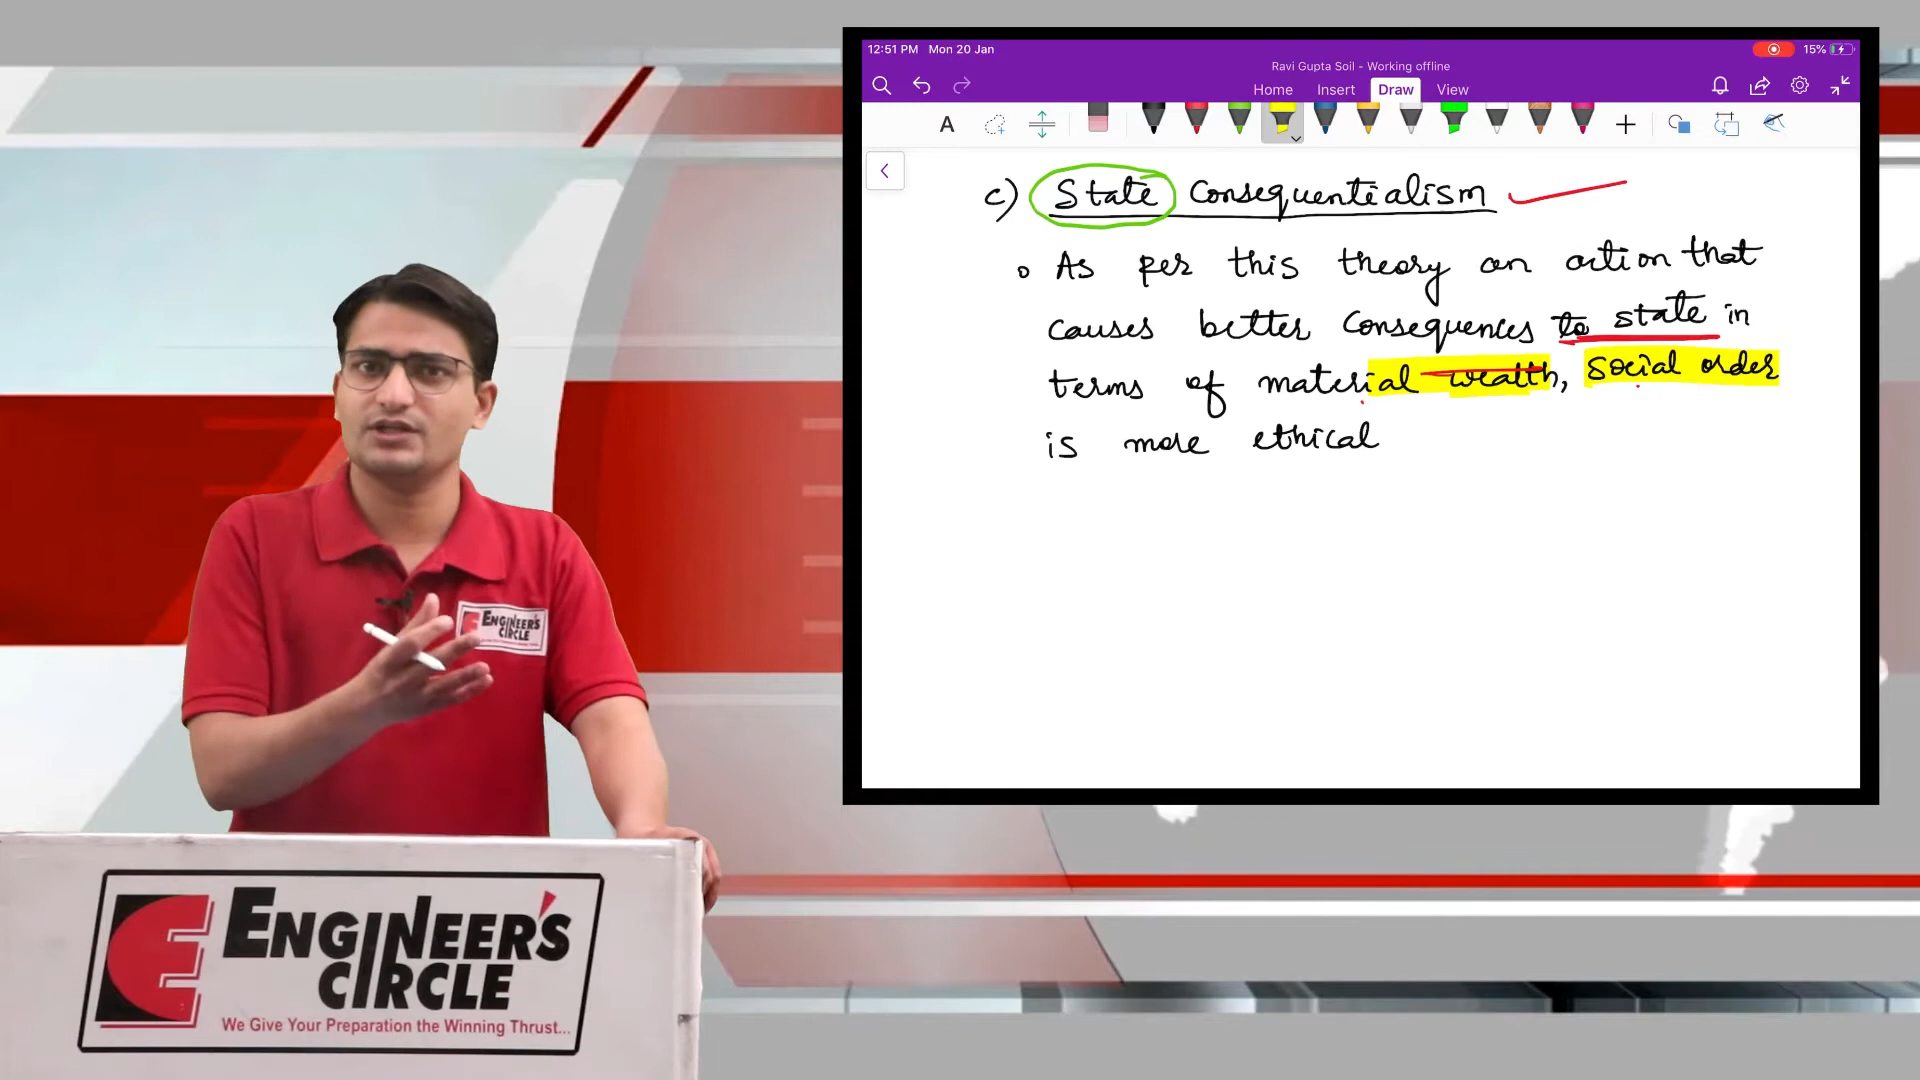 12:51 PM Mon 20 Jan
15%
Ravi Gupta Soil - Working offline
Home Insert Draw View
A
c) State Consequentialism
As per this theory an action that
causes better consequences to state in
terms of material wealth, social order
is more ethical
ENGINEER'S
CIRCLE
ENGINEER'S
CIRCLE
We Give Your Preparation the Winning Thrust...